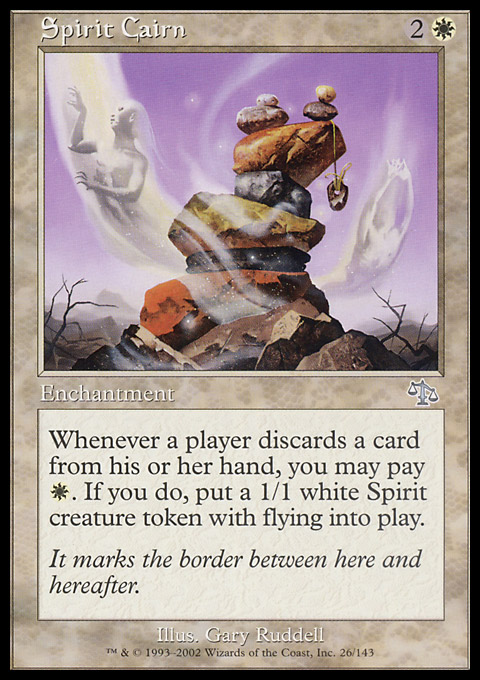 Spirit Cairn 2
Enchantment
Whenever a player discards a card
from his or her hand, you may pay
. If you do, put a 1/1 white Spirit
creature token with flying into play.
It marks the border between here and
hereafter.
Illus. Gary Ruddell
™ & © 1993–2002 Wizards of the Coast, Inc. 26/143